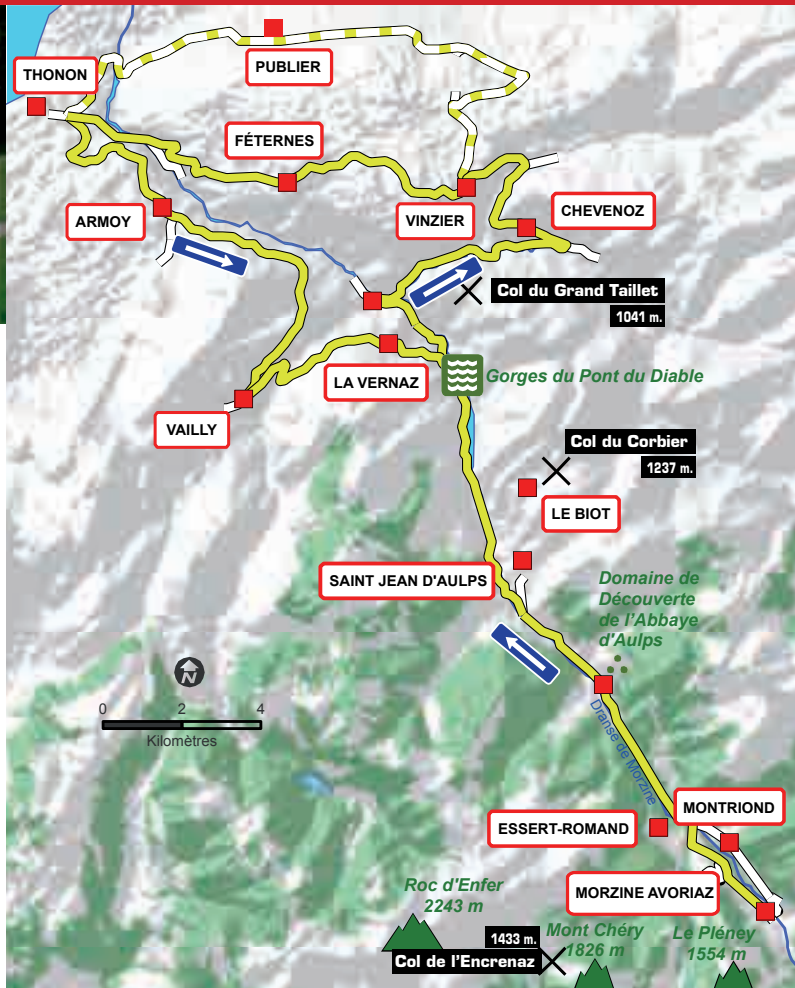 PUBLIER
THONON
FÉTERNES
ARMOY
VINZIER
CHEVENOZ
Col du Grand Taillet
1041 m.
LA VERNAZ
Gorges du Pont du Diable
VAILLY
Col du Corbier
1237 m.
LE BIOT
SAINT JEAN D'AULPS
Domaine de
Découverte
de l'Abbaye
d'Aulps
N
0 2 4
Kilomètres
Dranse de Morzine
MONTRIOND
ESSERT-ROMAND
MORZINE AVORIAZ
Roc d'Enfer
2243 m
1433 m.
Col de l'Encrenaz
Mont Chéry
1826 m
Le Pléney
1554 m